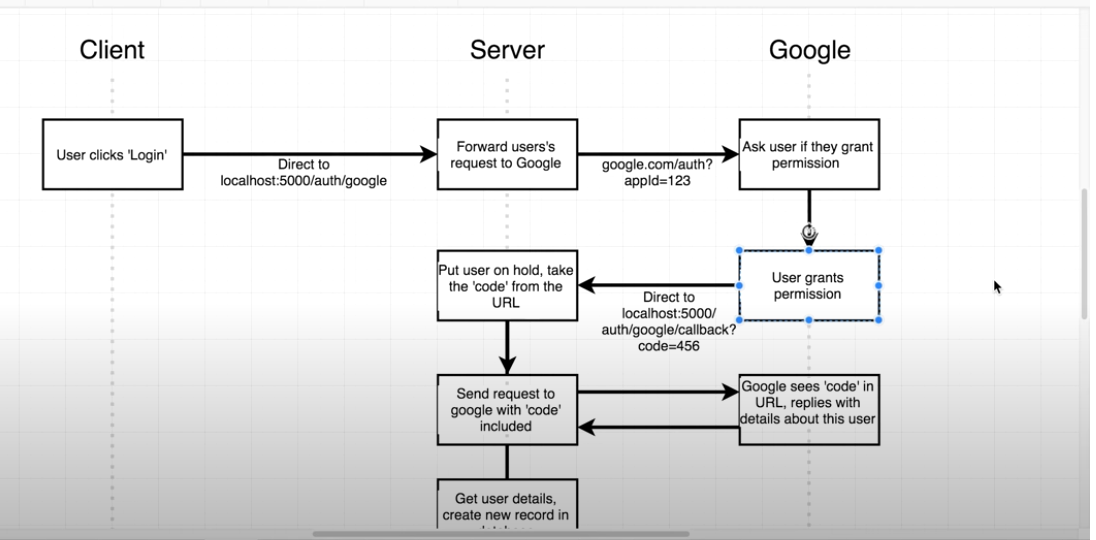 Client
Server
Google
User clicks 'Login'
Direct to
localhost:5000/auth/google
Forward users's
request to Google
google.com/auth?
appId=123
Ask user if they grant
permission
Put user on hold, take
the 'code' from the
URL
Direct to
localhost:5000/
auth/google/callback?
code=456
User grants
permission
Send request to
google with 'code'
included
Google sees 'code' in
URL, replies with
details about this user
Get user details,
create new record in